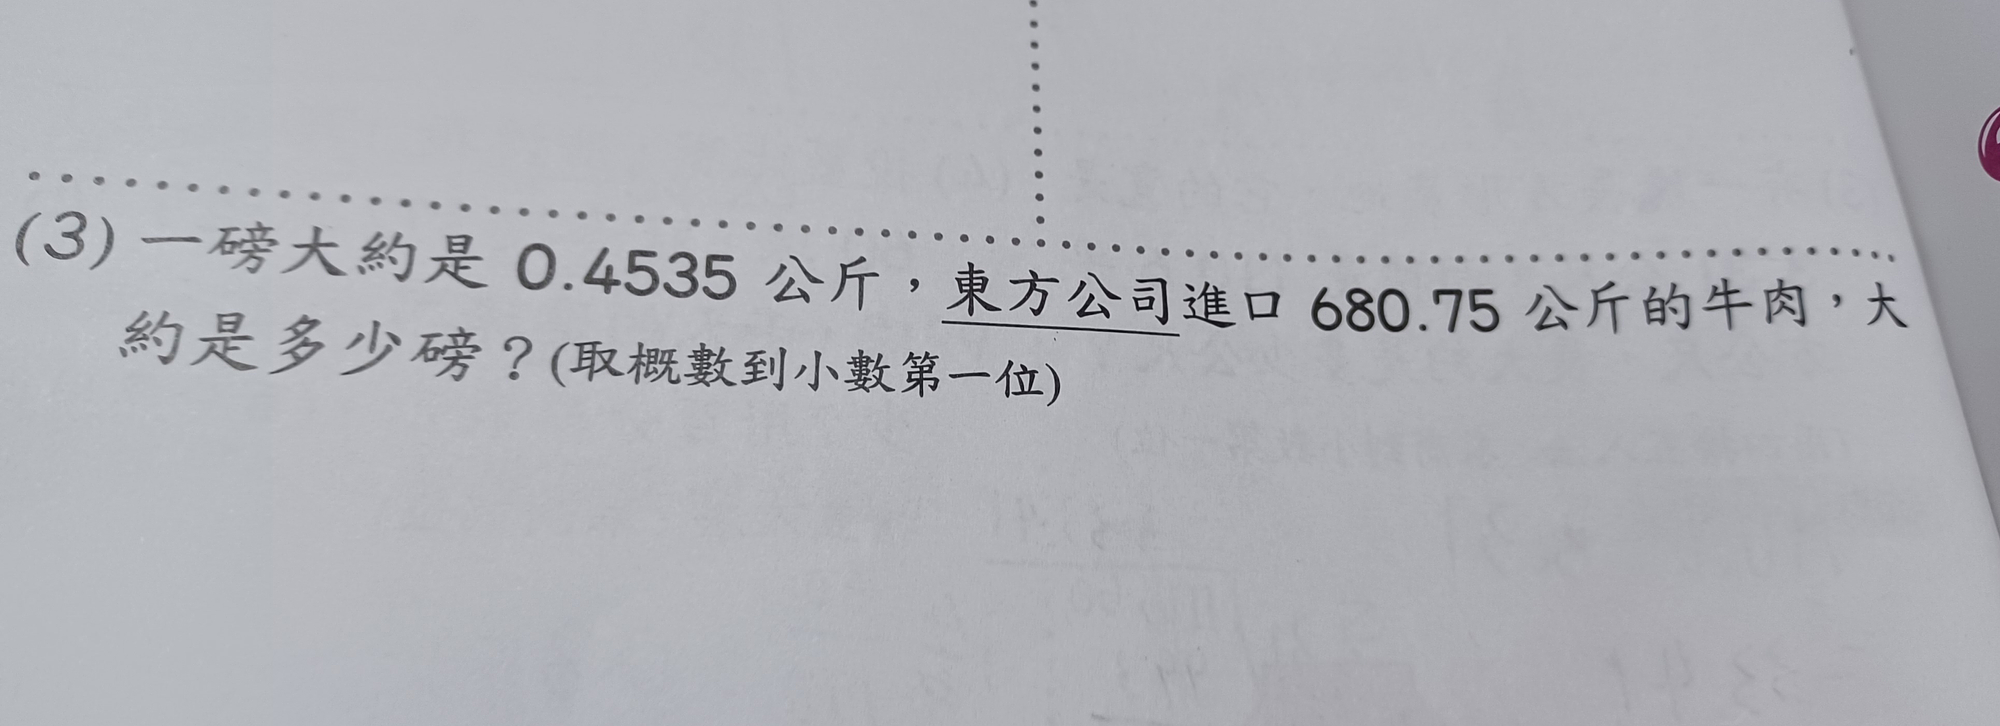 (3) 一磅大約是 0.4535 公斤，東方公司進口 680.75 公斤的牛肉，大
約是多少磅？(取概數到小數第一位)